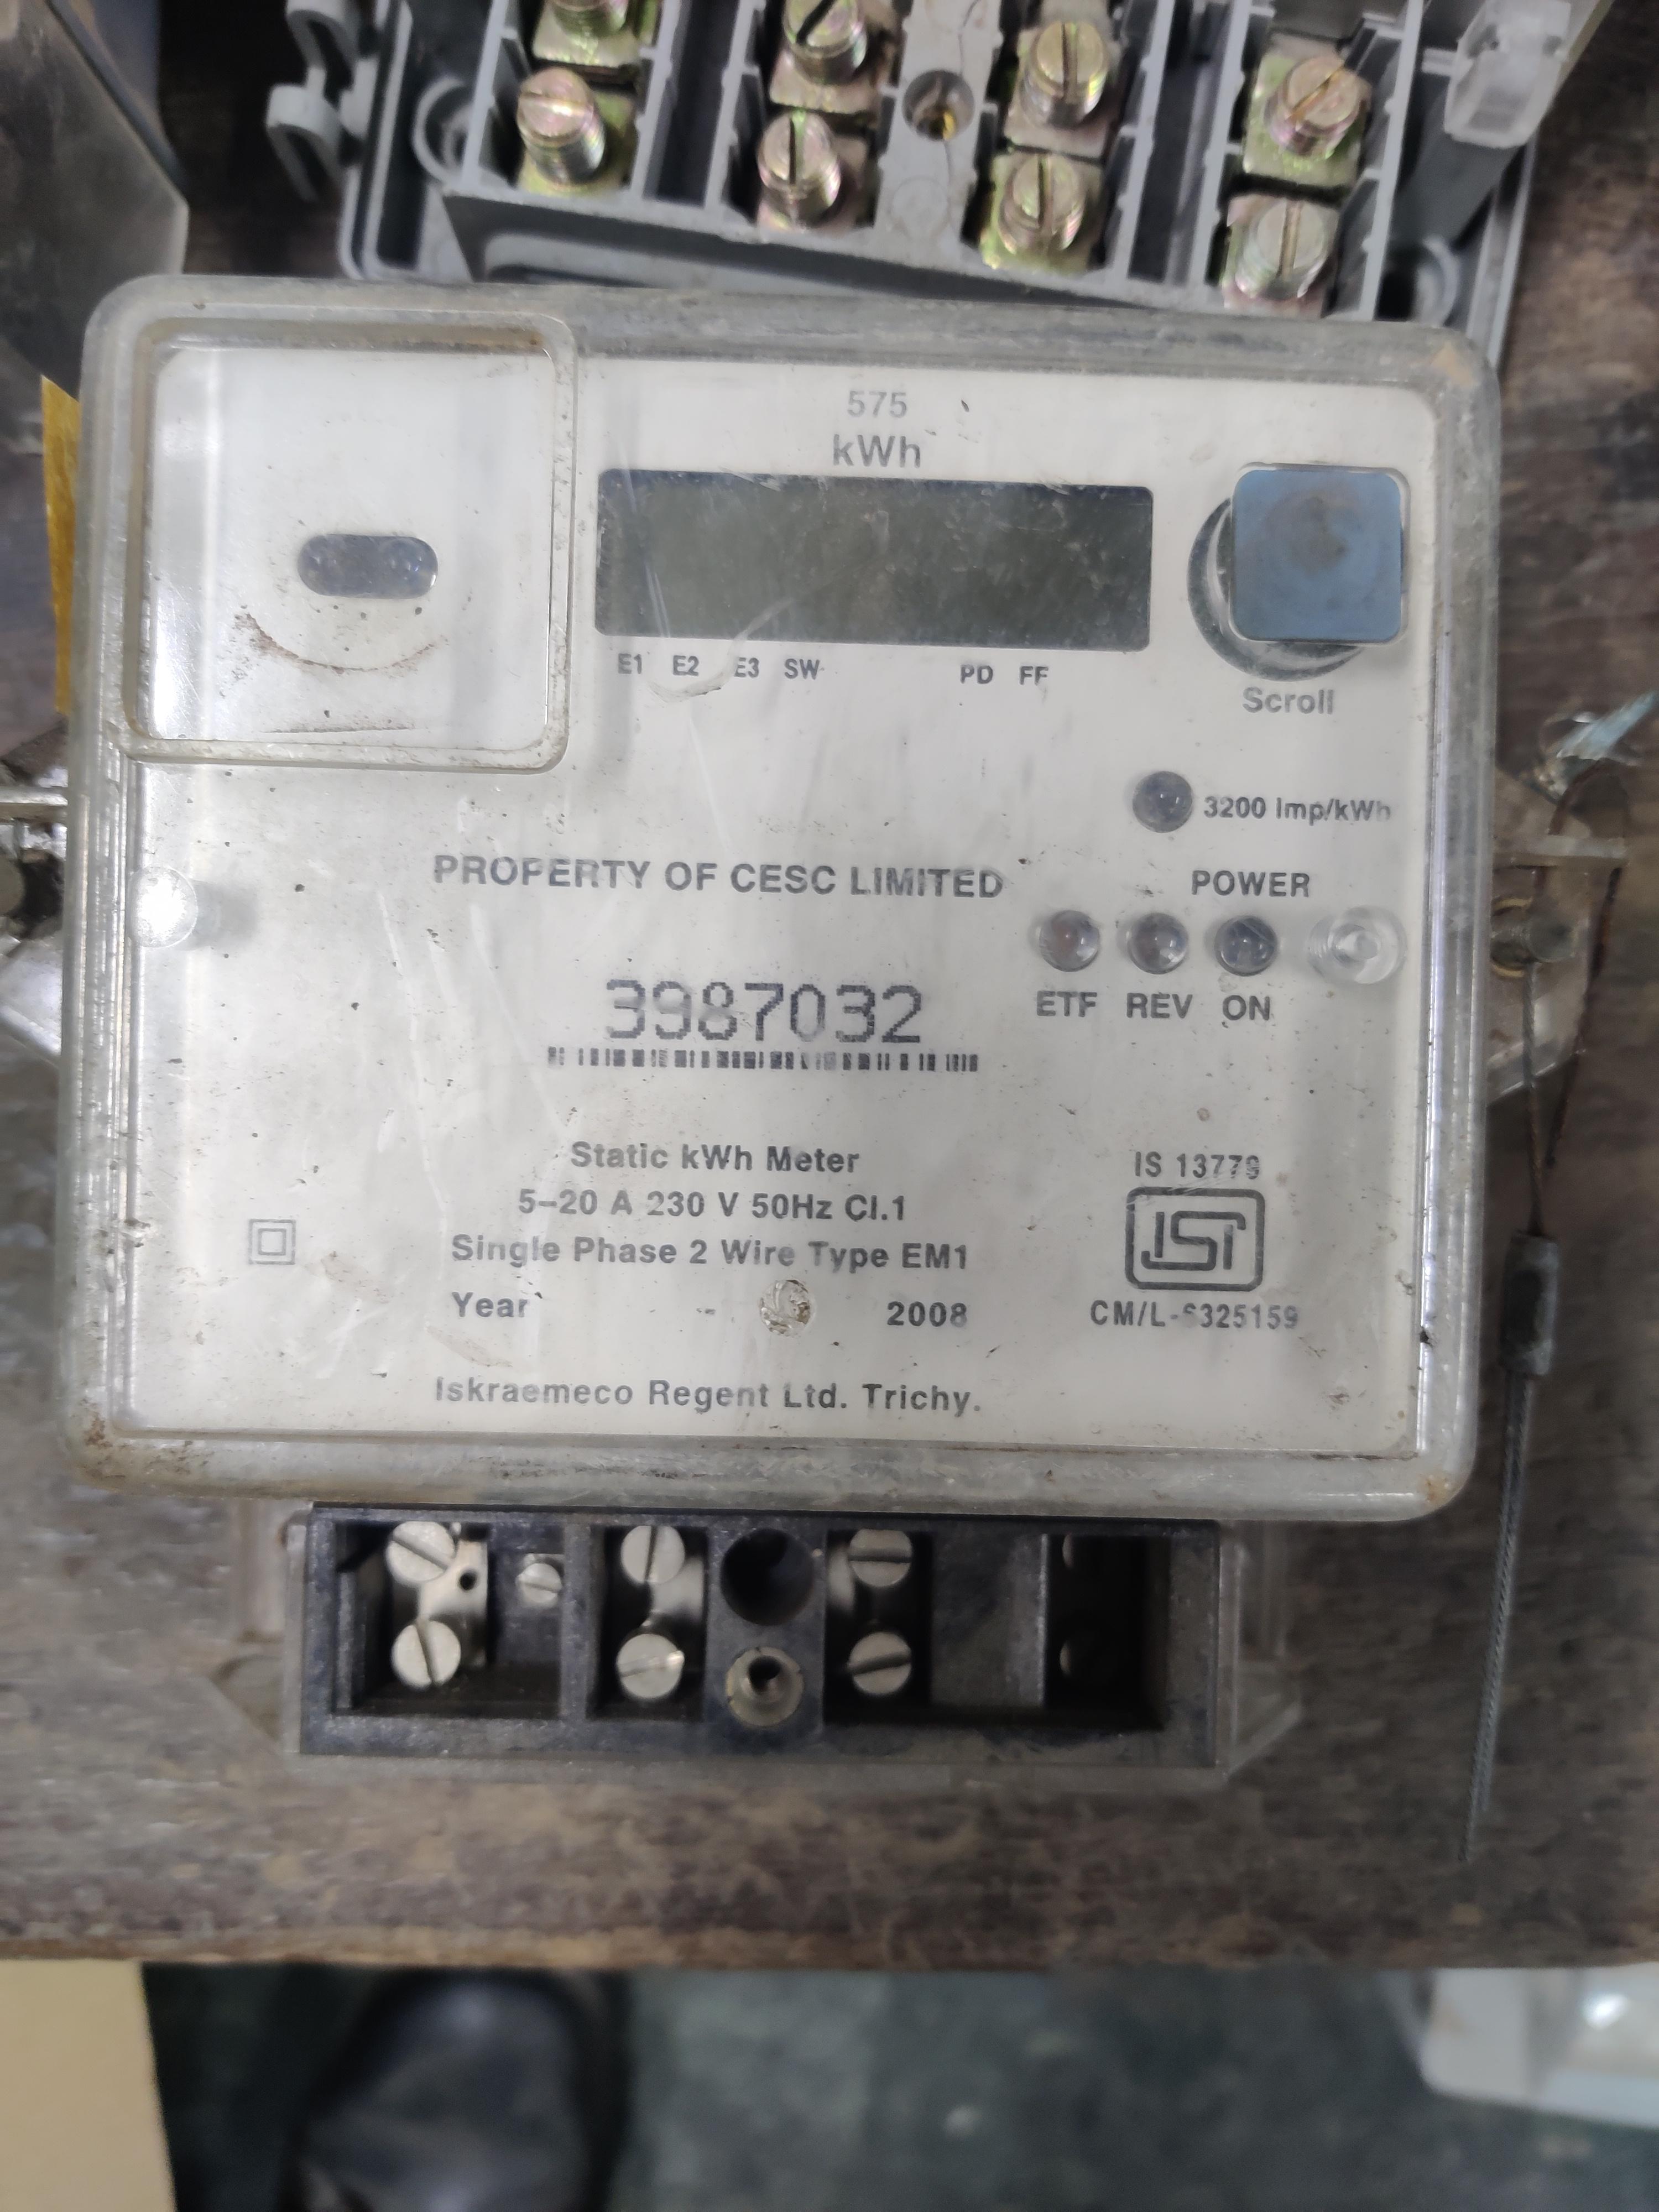 575
kWh
E1 E2 E3 SW PD FF
Scroll
3200 Imp/kWh
PROPERTY OF CESC LIMITED
POWER
ETF REV ON
3987032
Static kWh Meter
5-20 A 230 V 50Hz Cl.1
Single Phase 2 Wire Type EM1
Year 2008
IS 13779
ISI
Iskraemeco Regent Ltd. Trichy.